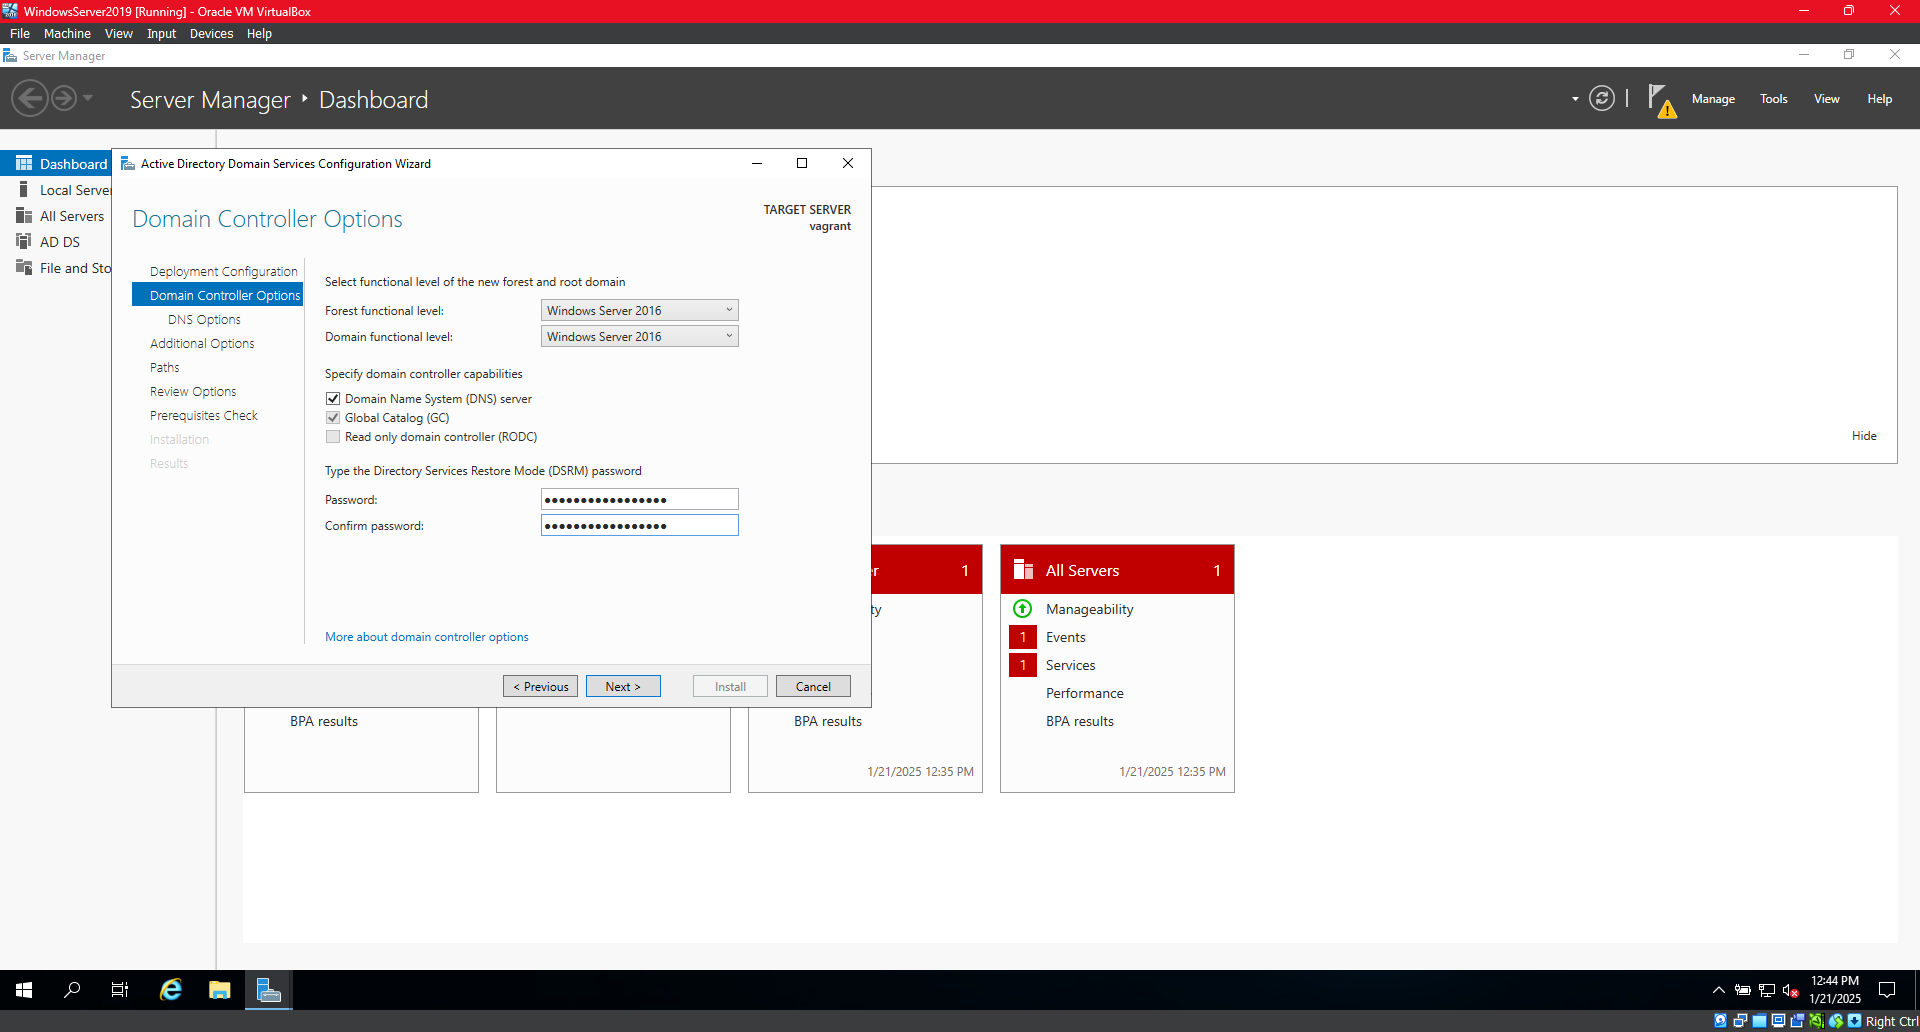 WindowsServer2019 [Running] - Oracle VM VirtualBox
File Machine View Input Devices Help
Server Manager
Server Manager Dashboard
Manage Tools View Help
Dashboard
Local Server
All Servers
AD DS
File and Sto
Active Directory Domain Services Configuration Wizard
Domain Controller Options
TARGET SERVER
vagrant
Deployment Configuration
Domain Controller Options
DNS Options
Additional Options
Paths
Review Options
Prerequisites Check
Installation
Results
Select functional level of the new forest and root domain
Forest functional level: Windows Server 2016
Domain functional level: Windows Server 2016
Specify domain controller capabilities
Domain Name System (DNS) server
Global Catalog (GC)
Read only domain controller (RODC)
Type the Directory Services Restore Mode (DSRM) password
Password: •••••••••••••••••
Confirm password: •••••••••••••••••
More about domain controller options
< Previous Next > Install Cancel
Hide
BPA results
r 1
ty
BPA results
1/21/2025 12:35 PM
All Servers 1
Manageability
1 Events
1 Services
Performance
BPA results
1/21/2025 12:35 PM
12:44 PM
1/21/2025
Right Ctrl